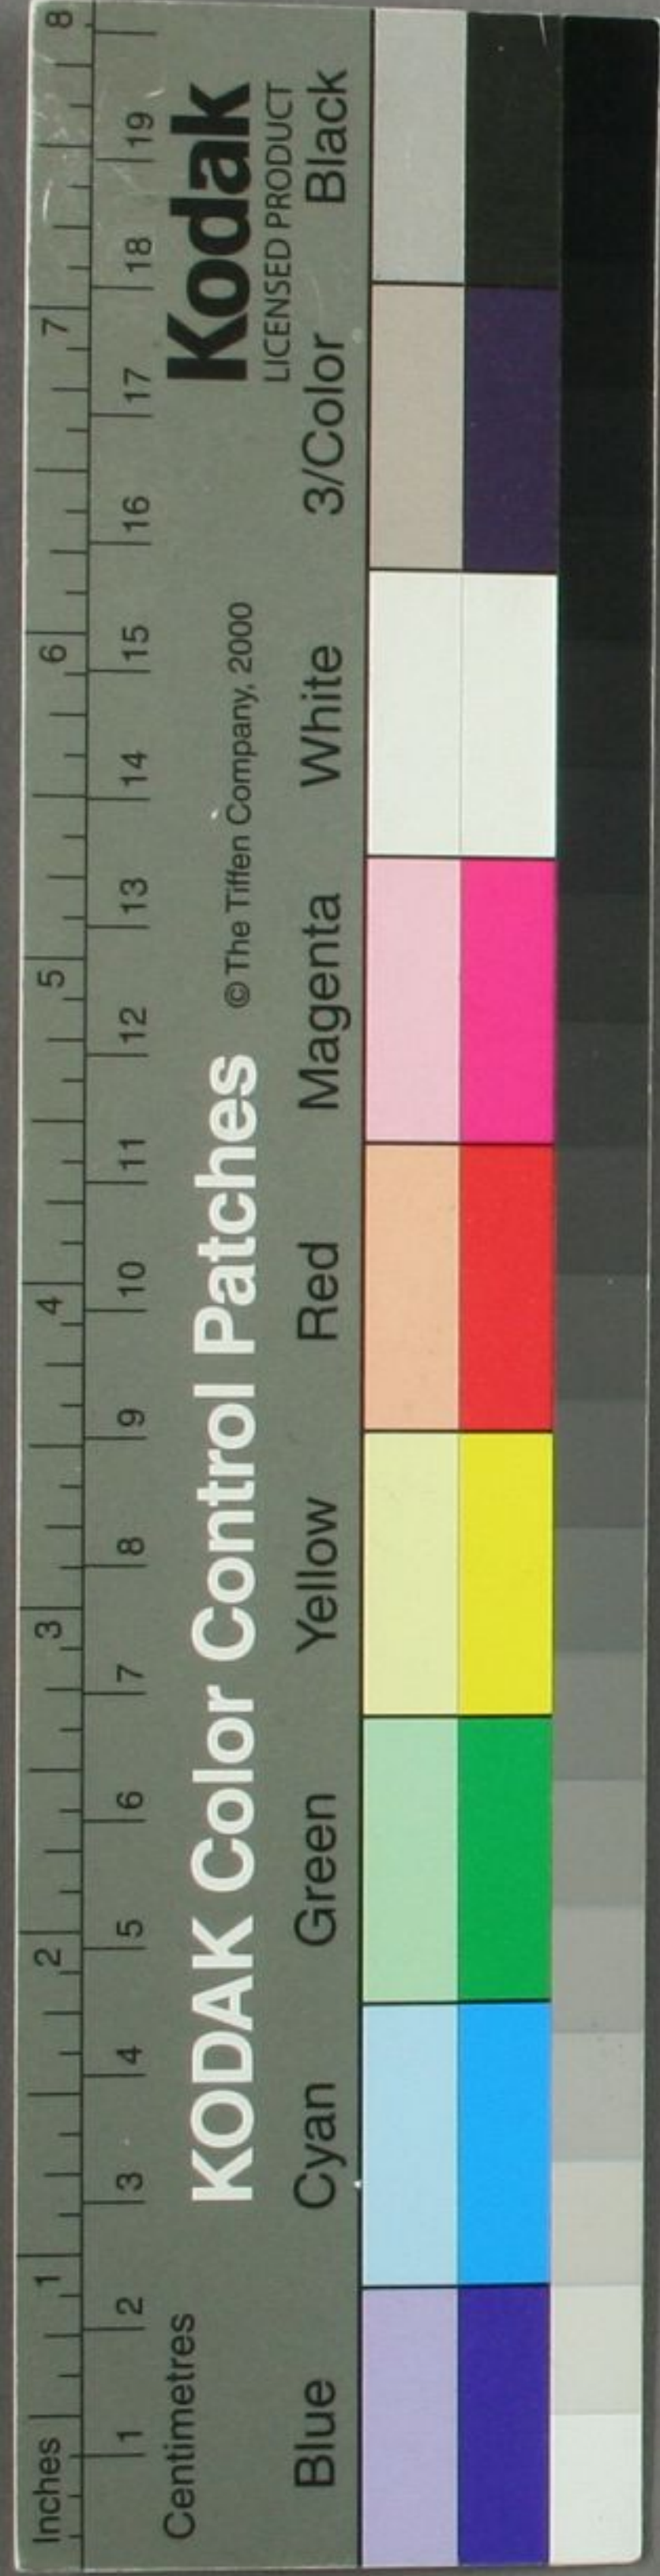 Inches 1 2 3 4 5 6 7 8
Centimetres 1 2 3 4 5 6 7 8 9 10 11 12 13 14 15 16 17 18 19
KODAK Color Control Patches © The Tiffen Company, 2000
Kodak
LICENSED PRODUCT
Blue Cyan Green Yellow Red Magenta White 3/Color Black